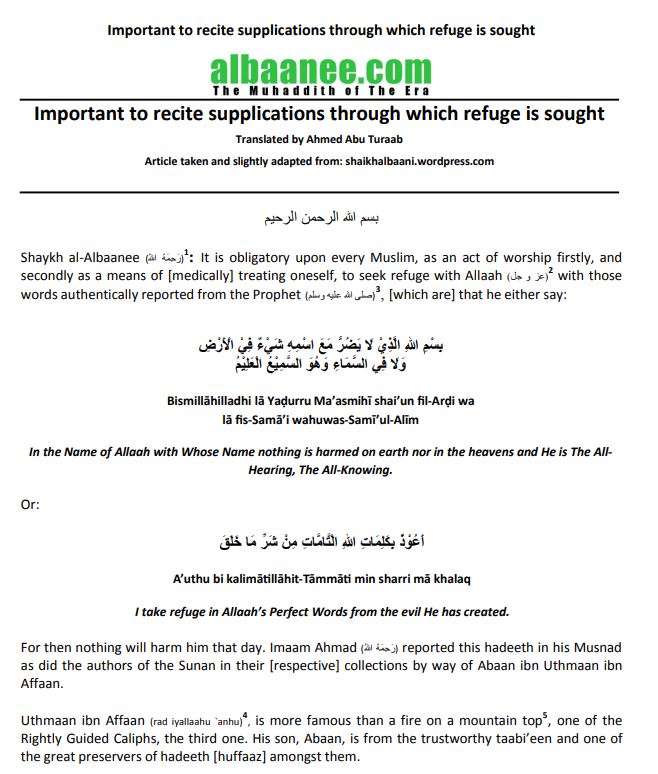 Important to recite supplications through which refuge is sought
albaanee.com
The Muhaddith of The Era
Important to recite supplications through which refuge is sought
Translated by Ahmed Abu Turaab
Article taken and slightly adapted from: shaikhalbaani.wordpress.com
بسم الله الرحمن الرحيم
Shaykh al-Albaanee (رَحِمَهُ اللهُ)¹: It is obligatory upon every Muslim, as an act of worship firstly, and
secondly as a means of [medically] treating oneself, to seek refuge with Allaah (عز و جل)² with those
words authentically reported from the Prophet (صلى الله عليه وسلم)³, [which are] that he either say:
بِسْمِ اللهِ الَّذِيْ لَا يَضُرَّ مَعَ اسْمِهِ شَيْءٌ فِيْ الْأَرْضِ
وَلَا فِي السَّمَاءِ وَهُوَ السَّمِيْعُ الْعَلِيْمُ
Bismillāhilladhi lā Yaḍurru Ma’asmihī shai’un fil-Arḍi wa
lā fis-Samā’i wahuwas-Samī’ul-Alīm
In the Name of Allaah with Whose Name nothing is harmed on earth nor in the heavens and He is The All-
Hearing, The All-Knowing.
Or:
أَعُوْذُ بِكَلِمَاتِ اللهِ الْتَّامَّاتِ مِنْ شَرِّ مَا خَلَقَ
A’uthu bi kalimātillāhit-Tāmmāti min sharri mā khalaq
I take refuge in Allaah’s Perfect Words from the evil He has created.
For then nothing will harm him that day. Imaam Ahmad (رَحِمَهُ اللهُ) reported this hadeeth in his Musnad
as did the authors of the Sunan in their [respective] collections by way of Abaan ibn Uthmaan ibn
Affaan.
Uthmaan ibn Affaan (rad iyallaahu `anhu)⁴, is more famous than a fire on a mountain top⁵, one of the
Rightly Guided Caliphs, the third one. His son, Abaan, is from the trustworthy taabi’een and one of
the great preservers of hadeeth [huffaaz] amongst them.